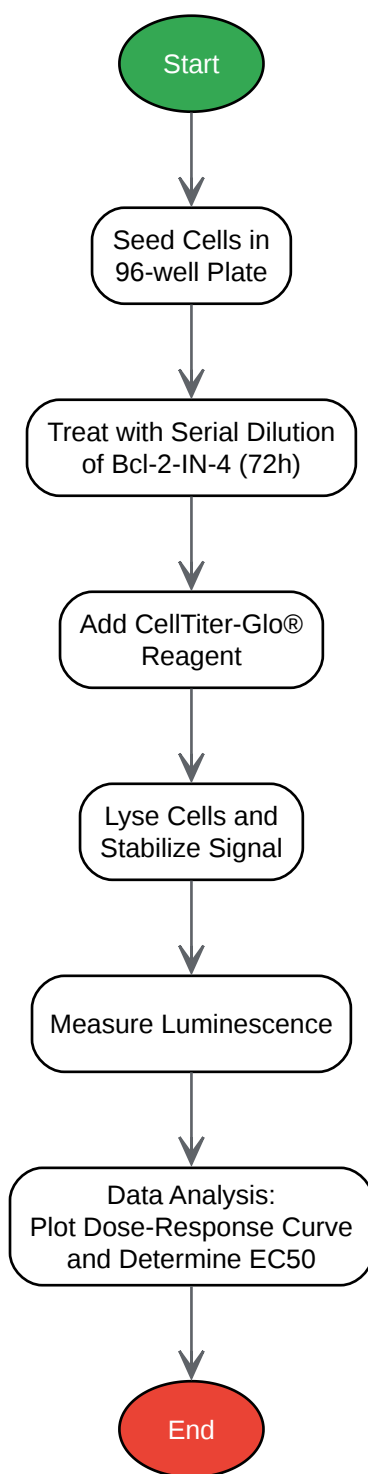 Start
Seed Cells in
96-well Plate
Treat with Serial Dilution
of Bcl-2-IN-4 (72h)
Add CellTiter-Glo®
Reagent
Lyse Cells and
Stabilize Signal
Measure Luminescence
Data Analysis:
Plot Dose-Response Curve
and Determine EC50
End